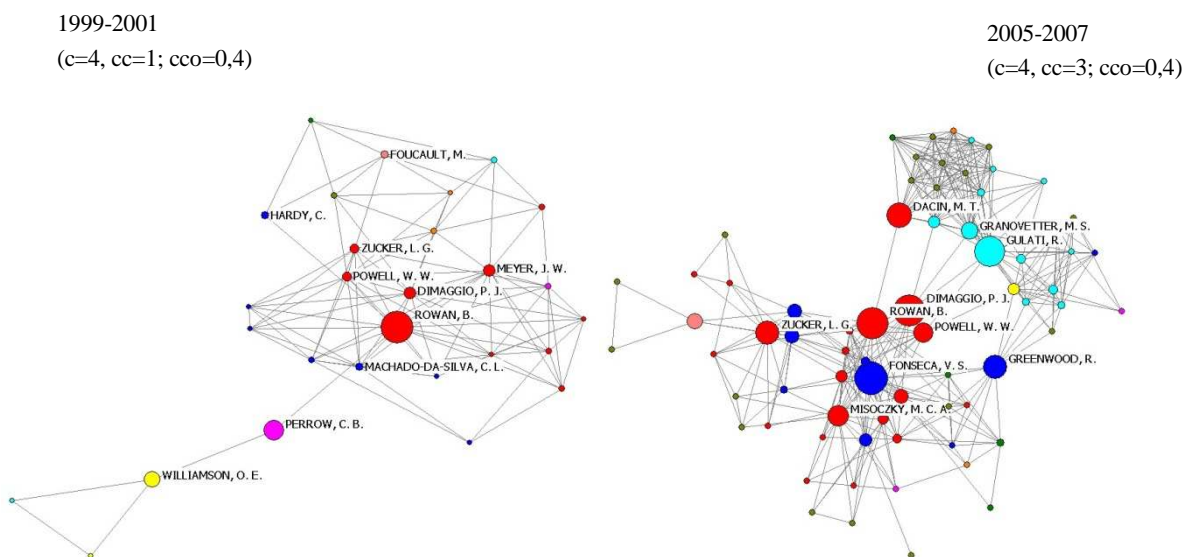 1999-2001
(c=4, cc=1; cco=0,4)
FOUCAULT, M.
HARDY, C.
ZUCKER, L. G.
POWELL, W. W.
MEYER, J. W.
DIMAGGIO, P. J.
ROWAN, B.
MACHADO-DA-SILVA, C. L.
PERROW, C. B.
WILLIAMSON, O. E.
2005-2007
(c=4, cc=3; cco=0,4)
DACIN, M. T.
GRANOVETTER, M. S.
GULATI, R.
DIMAGGIO, P. J.
ROWAN, B.
ZUCKER, L. G.
POWELL, W. W.
FONSECA, V. S.
GREENWOOD, R.
MISOCZKY, M. C. A.